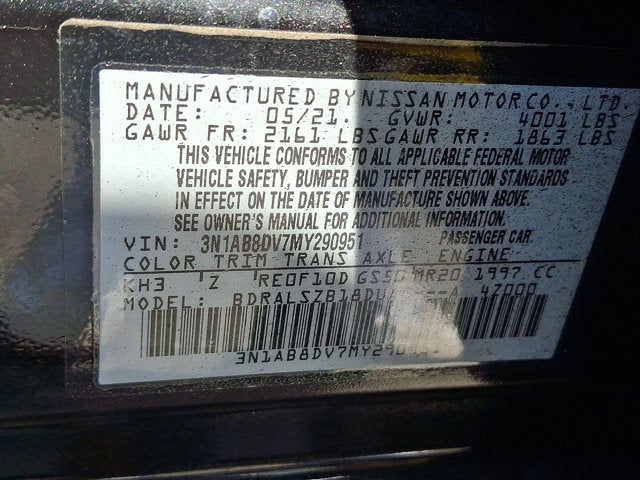 MANUFACTURED BY NISSAN MOTOR CO., LTD.
DATE: 05/21. GVWR: 4001 LBS
GAWR FR: 2161 LBS GAWR RR: 1863 LBS
THIS VEHICLE CONFORMS TO ALL APPLICABLE FEDERAL MOTOR
VEHICLE SAFETY, BUMPER AND THEFT PREVENTION STANDARDS
IN EFFECT ON THE DATE OF MANUFACTURE SHOWN ABOVE.
SEE OWNER'S MANUAL FOR ADDITIONAL INFORMATION.
VIN: 3N1AB8DV7MY290951 PASSENGER CAR.
COLOR TRIM TRANS AXLE ENGINE
KH3 Z RE0F10D GS50 MR20 1997 CC
MODEL: 47000
3N1AB8DV7MY290951